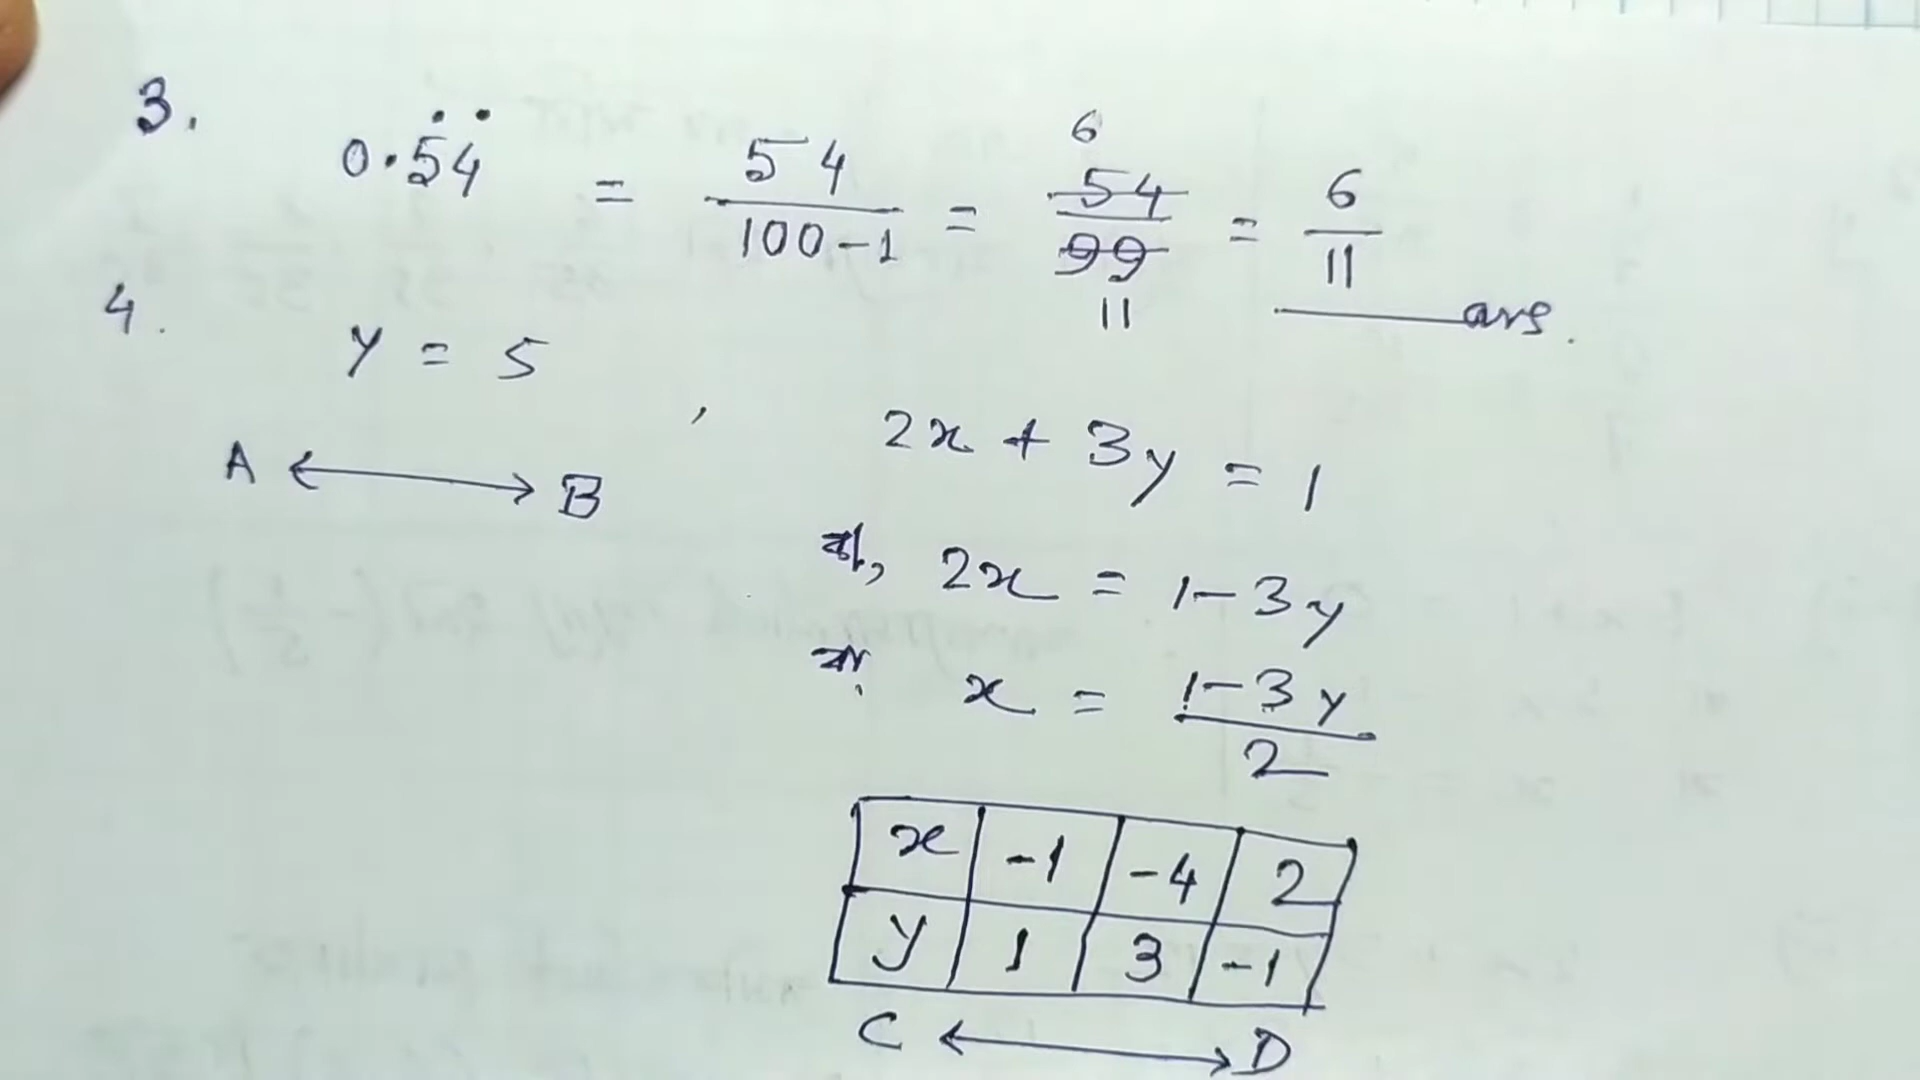 3.
0.5̇4̇ = 54/(100-1) = 54/99 = 6/11 ans.
6
11
4.
y = 5
A ↔ B
, 2x + 3y = 1
বা, 2x = 1-3y
বা, x = (1-3y)/2
x -1 -4 2
y 1 3 -1
C ↔ D